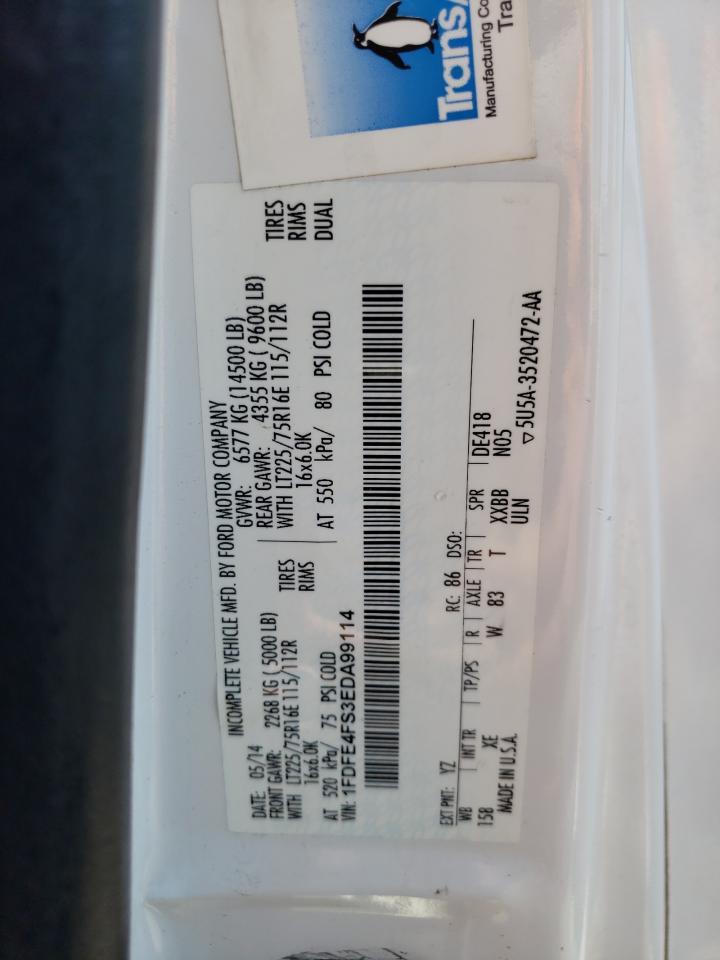 Trans
Manufacturing Co
Tra
INCOMPLETE VEHICLE MFD. BY FORD MOTOR COMPANY
DATE: 05/14 GVWR: 6577 KG (14500 LB)
FRONT GAWR: 2268 KG ( 5000 LB) REAR GAWR: 4355 KG ( 9600 LB)
WITH LT225/75R16E 115/112R TIRES WITH LT225/75R16E 115/112R TIRES
16x6.0K RIMS 16x6.0K RIMS
AT 520 kPa/ 75 PSI COLD AT 550 kPa/ 80 PSI COLD DUAL
VIN: 1FDFE4FS3EDA99114
EXT PNT: YZ RC: 86 DSO:
WB INT TR TP/PS R AXLE TR SPR
158 XE W 83 T XXBB DE418
MADE IN U.S.A. ULN N05
▽5U5A-3520472-AA